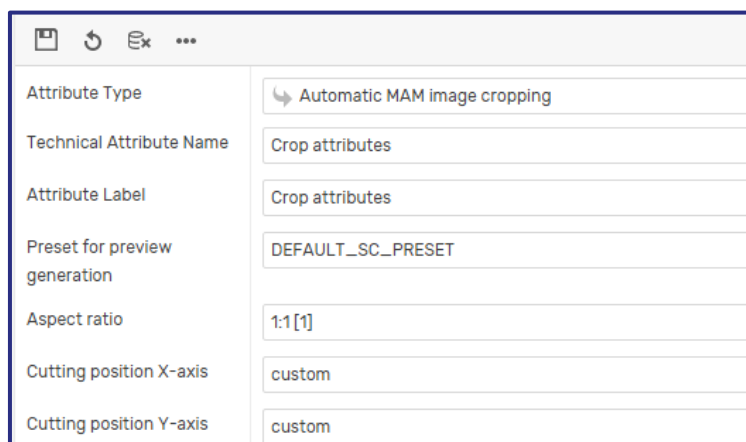 Attribute Type
Automatic MAM image cropping
Technical Attribute Name
Crop attributes
Attribute Label
Crop attributes
Preset for preview
generation
DEFAULT_SC_PRESET
Aspect ratio
1:1 [1]
Cutting position X-axis
custom
Cutting position Y-axis
custom